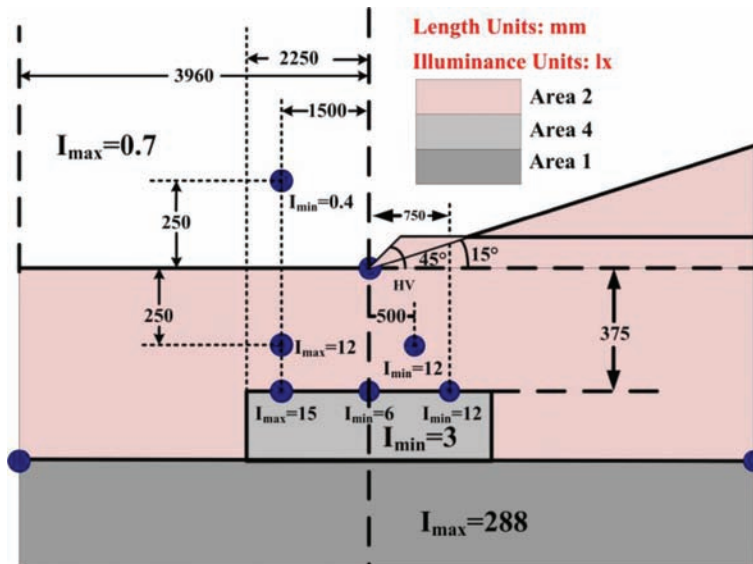 Length Units: mm
2250
Illuminance Units: lx
3960
Area 2
1500
Area 4
Imax=0.7
Area 1
Imin=0.4
750
250
45°
15°
HV
250
500
375
Imax=12
Imin=12
Imax=15
Imin=6
Imin=12
Imin=3
Imax=288